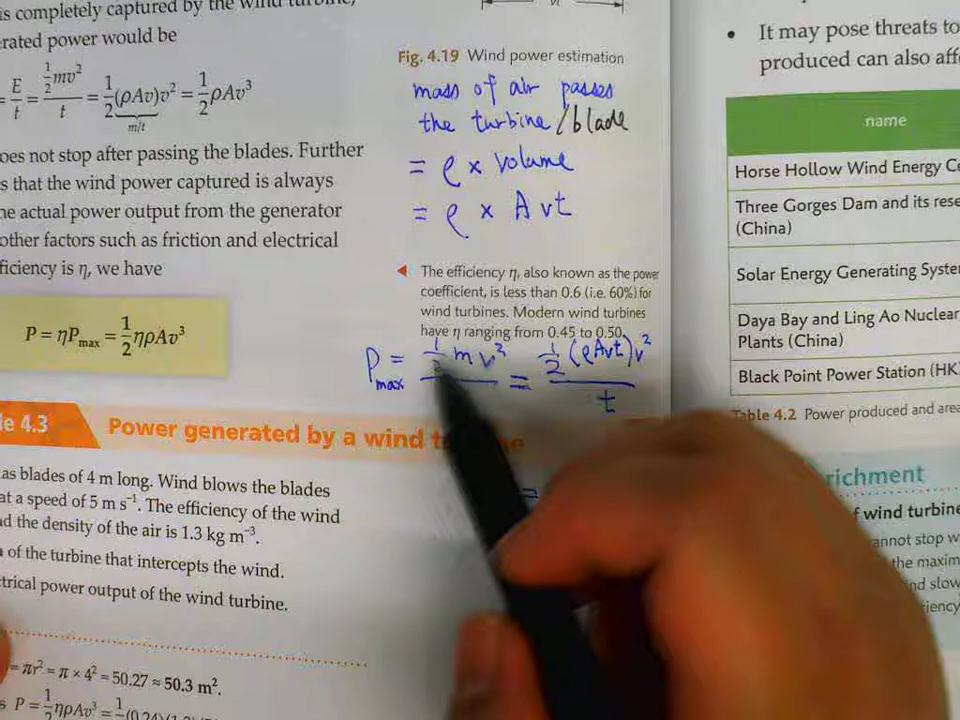 is completely captured by the wind turbine,
erated power would be
= E/t = ½mv²/t = ½(ρAv)v² = ½ρAv³
m/t
oes not stop after passing the blades. Further
s that the wind power captured is always
he actual power output from the generator
other factors such as friction and electrical
ficiency is η, we have
P = ηPmax = ½ηρAv³
Fig. 4.19 Wind power estimation
mass of air passes
the turbine/blade
= ρ × volume
= ρ × Avt
The efficiency η, also known as the power
coefficient, is less than 0.6 (i.e. 60%) for
wind turbines. Modern wind turbines
have η ranging from 0.45 to 0.50.
Pmax = ½mv² = ½(ρAvt)v²/t
=
le 4.3 Power generated by a wind
as blades of 4 m long. Wind blows the blades
at a speed of 5 m s⁻¹. The efficiency of the wind
d the density of the air is 1.3 kg m⁻³.
of the turbine that intercepts the wind.
trical power output of the wind turbine.
= πr² = π × 4² = 50.27 ≈ 50.3 m².
P = ½ηρAv³ =
• It may pose threats to
produced can also aff
name
Horse Hollow Wind Energy Ce
Three Gorges Dam and its rese
(China)
Solar Energy Generating Syste
Daya Bay and Ling Ao Nuclear
Plants (China)
Black Point Power Station (HK)
Table 4.2 Power produced and area
richment
f wind turbine
annot stop w
the maxim
nd slow
iency